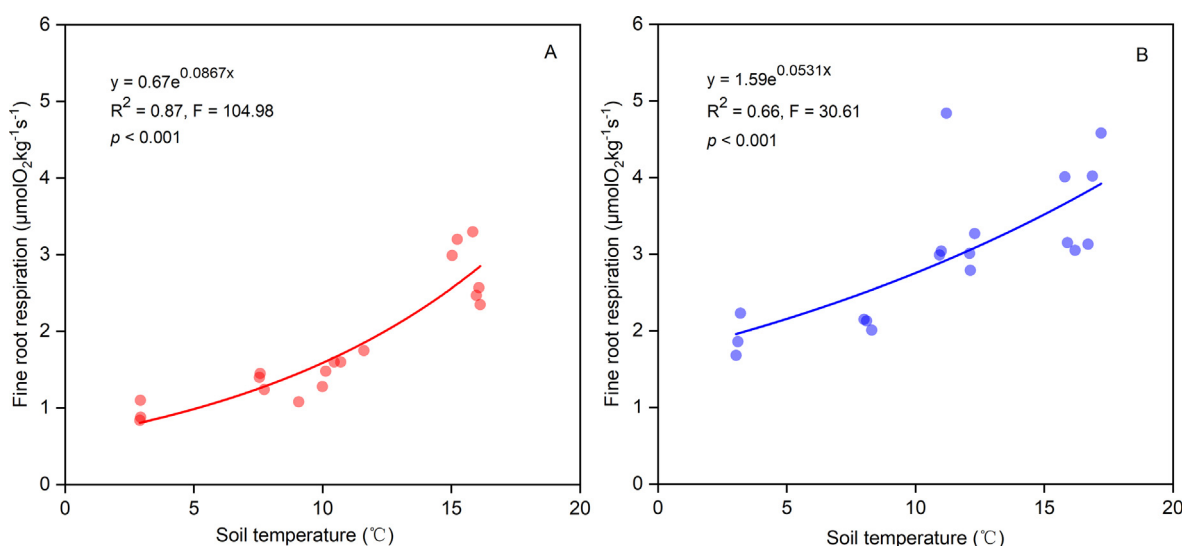 A
y = 0.67e^0.0867x
R² = 0.87, F = 104.98
p < 0.001
Fine root respiration (μmolO₂kg⁻¹s⁻¹)
6
5
4
3
2
1
0
0 5 10 15 20
Soil temperature (℃)
B
y = 1.59e^0.0531x
R² = 0.66, F = 30.61
p < 0.001
Fine root respiration (μmolO₂kg⁻¹s⁻¹)
6
5
4
3
2
1
0
0 5 10 15 20
Soil temperature (℃)